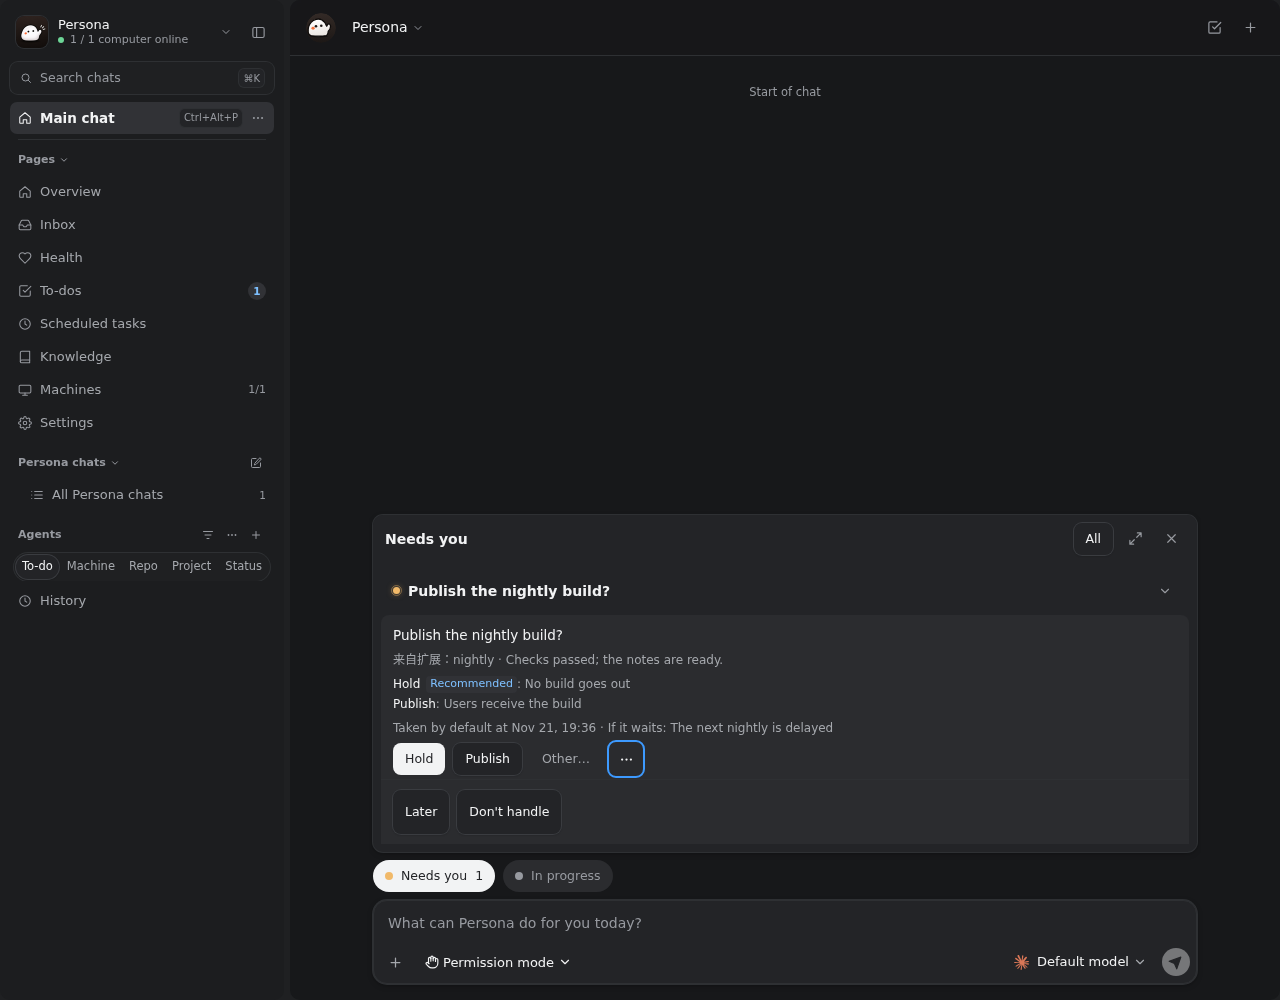 Persona
1 / 1 computer online
Search chats ⌘K
Main chat Ctrl+Alt+P
Pages
Overview
Inbox
Health
To-dos 1
Scheduled tasks
Knowledge
Machines 1/1
Settings
Persona chats
All Persona chats 1
Agents
To-do Machine Repo Project Status
History
Persona
Start of chat
Needs you All
Publish the nightly build?
Publish the nightly build?
来自扩展：nightly · Checks passed; the notes are ready.
Hold Recommended : No build goes out
Publish: Users receive the build
Taken by default at Nov 21, 19:36 · If it waits: The next nightly is delayed
Hold Publish Other…
Later Don't handle
Needs you 1 In progress
What can Persona do for you today?
Permission mode Default model